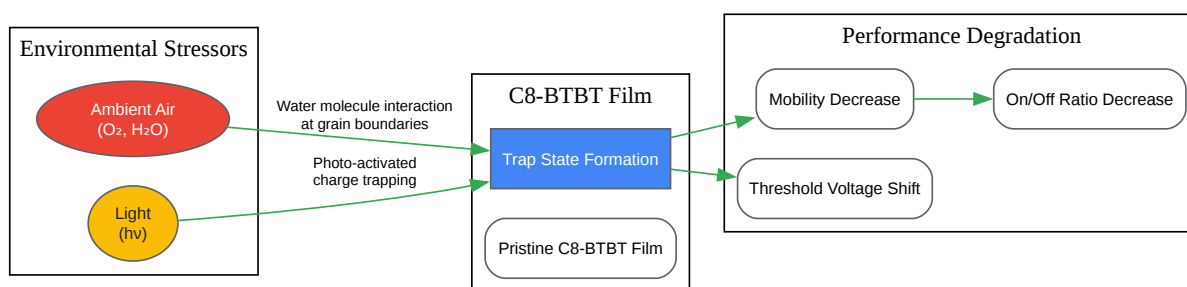 Environmental Stressors
Ambient Air
(O₂, H₂O)
Light
(hν)
Water molecule interaction
at grain boundaries
Photo-activated
charge trapping
C8-BTBT Film
Trap State Formation
Pristine C8-BTBT Film
Performance Degradation
Mobility Decrease
On/Off Ratio Decrease
Threshold Voltage Shift